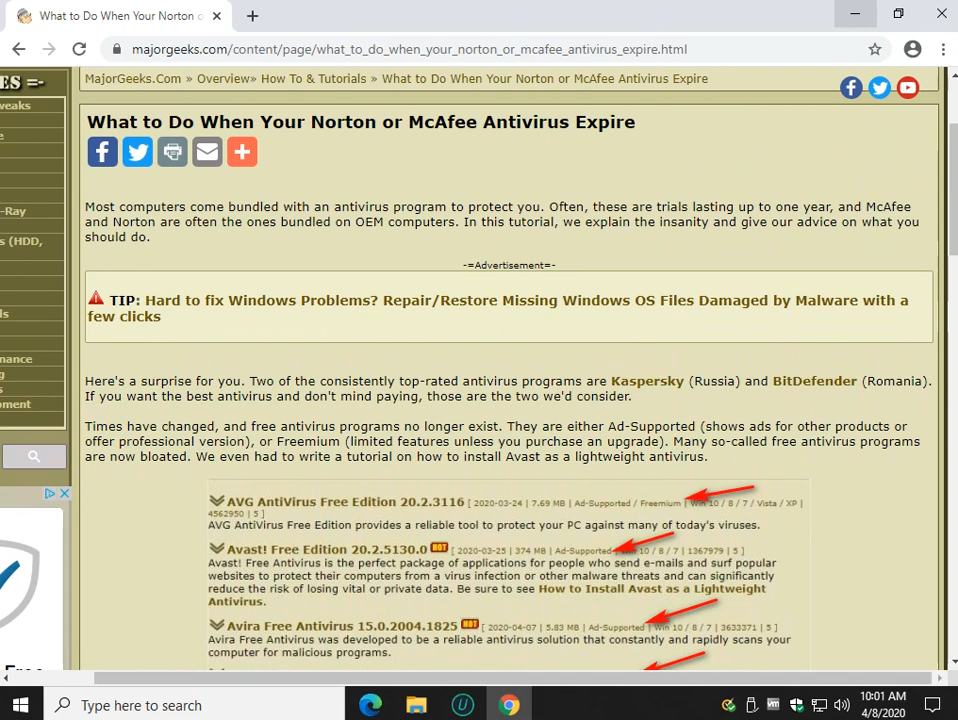 What to Do When Your Norton o
majorgeeks.com/content/page/what_to_do_when_your_norton_or_mcafee_antivirus_expire.html
ES =-
MajorGeeks.Com » Overview» How To & Tutorials » What to Do When Your Norton or McAfee Antivirus Expire
weaks
What to Do When Your Norton or McAfee Antivirus Expire
-Ray
Most computers come bundled with an antivirus program to protect you. Often, these are trials lasting up to one year, and McAfee
and Norton are often the ones bundled on OEM computers. In this tutorial, we explain the insanity and give our advice on what you
should do.
s (HDD,
-=Advertisement=-
TIP: Hard to fix Windows Problems? Repair/Restore Missing Windows OS Files Damaged by Malware with a
few clicks
ls
nance
g
s
oment
Here's a surprise for you. Two of the consistently top-rated antivirus programs are Kaspersky (Russia) and BitDefender (Romania).
If you want the best antivirus and don't mind paying, those are the two we'd consider.
Times have changed, and free antivirus programs no longer exist. They are either Ad-Supported (shows ads for other products or
offer professional version), or Freemium (limited features unless you purchase an upgrade). Many so-called free antivirus programs
are now bloated. We even had to write a tutorial on how to install Avast as a lightweight antivirus.
AVG AntiVirus Free Edition 20.2.3116 [ 2020-03-24 | 7.69 MB | Ad-Supported / Freemium | Win 10 / 8 / 7 / Vista / XP |
4562950 | 5 ]
AVG AntiVirus Free Edition provides a reliable tool to protect your PC against many of today's viruses.
Avast! Free Edition 20.2.5130.0 HOT [ 2020-03-25 | 374 MB | Ad-Supported | Win 10 / 8 / 7 | 1367979 | 5 ]
Avast! Free Antivirus is the perfect package of applications for people who send e-mails and surf popular
websites to protect their computers from a virus infection or other malware threats and can significantly
reduce the risk of losing vital or private data. Be sure to see How to Install Avast as a Lightweight
Antivirus.
Avira Free Antivirus 15.0.2004.1825 HOT [ 2020-04-07 | 5.83 MB | Ad-Supported | Win 10 / 8 / 7 | 3633371 | 5 ]
Avira Free Antivirus was developed to be a reliable antivirus solution that constantly and rapidly scans your
computer for malicious programs.
Type here to search
10:01 AM
4/8/2020